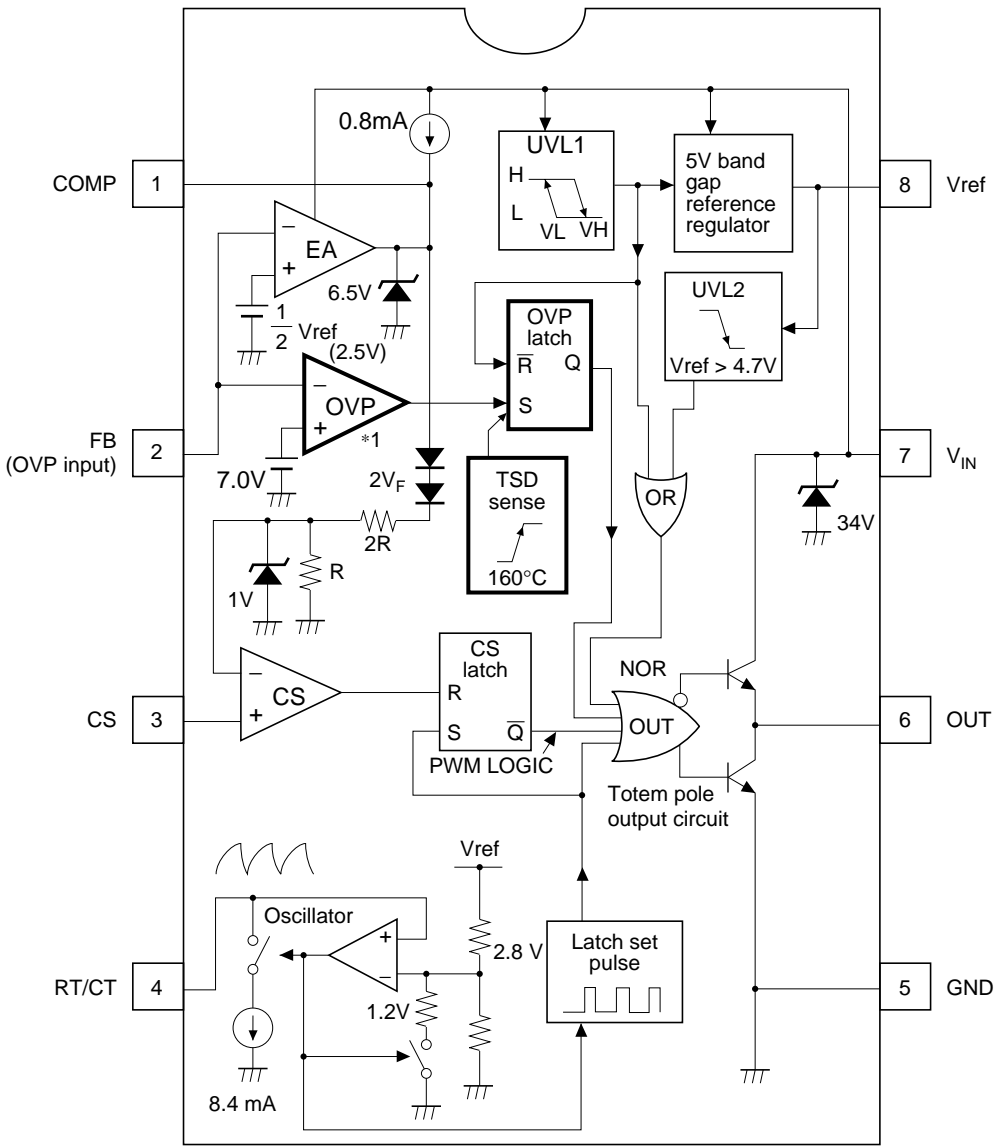 0.8mA
UVL1
H
L
VL
VH
5V band
gap
reference
regulator
COMP
1
8
Vref
−
+
EA
6.5V
1
2
Vref
(2.5V)
UVL2
Vref > 4.7V
OVP
latch
R̅
Q
S
−
+
OVP
*1
FB
(OVP input)
2
7
V_IN
7.0V
2V_F
TSD
sense
160°C
OR
34V
2R
R
1V
CS
latch
R
S
Q̅
NOR
−
+
CS
CS
3
OUT
6
OUT
PWM LOGIC
Totem pole
output circuit
Vref
Oscillator
+
−
2.8 V
Latch set
pulse
RT/CT
4
5
GND
1.2V
8.4 mA